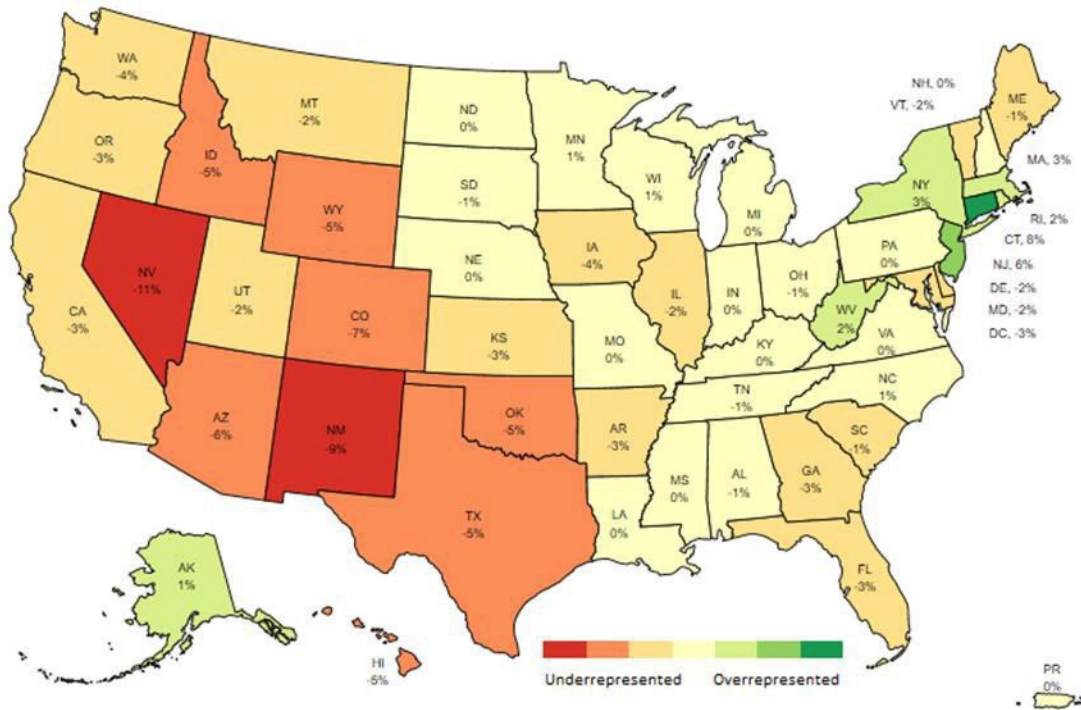 WA
-4%
MT
-2%
ND
0%
MN
1%
NH, 0%
VT, -2%
ME
-1%
OR
-3%
ID
-5%
WY
-5%
SD
-1%
WI
1%
MI
0%
NY
3%
MA, 3%
RI, 2%
CT, 8%
NJ, 6%
DE, -2%
MD, -2%
DC, -3%
NV
-11%
UT
-2%
CO
-7%
NE
0%
IA
-4%
IL
-2%
IN
0%
OH
-1%
PA
0%
WV
2%
VA
0%
CA
-3%
KS
-3%
MO
0%
KY
0%
NC
1%
TN
-1%
AZ
-6%
NM
-9%
OK
-5%
AR
-3%
SC
-1%
MS
0%
AL
-1%
GA
-3%
TX
-5%
LA
0%
FL
-3%
AK
1%
HI
-5%
Underrepresented Overrepresented
PR
0%